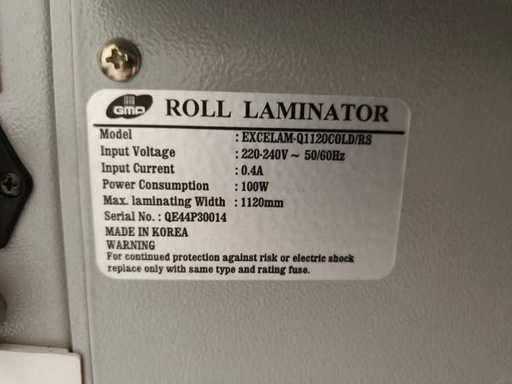 GMP ROLL LAMINATOR
Model : EXCELAM-Q1120COLD/RS
Input Voltage : 220-240V ~ 50/60Hz
Input Current : 0.4A
Power Consumption : 100W
Max. laminating Width : 1120mm
Serial No. : QE44P30014
MADE IN KOREA
WARNING
For continued protection against risk or electric shock
replace only with same type and rating fuse.